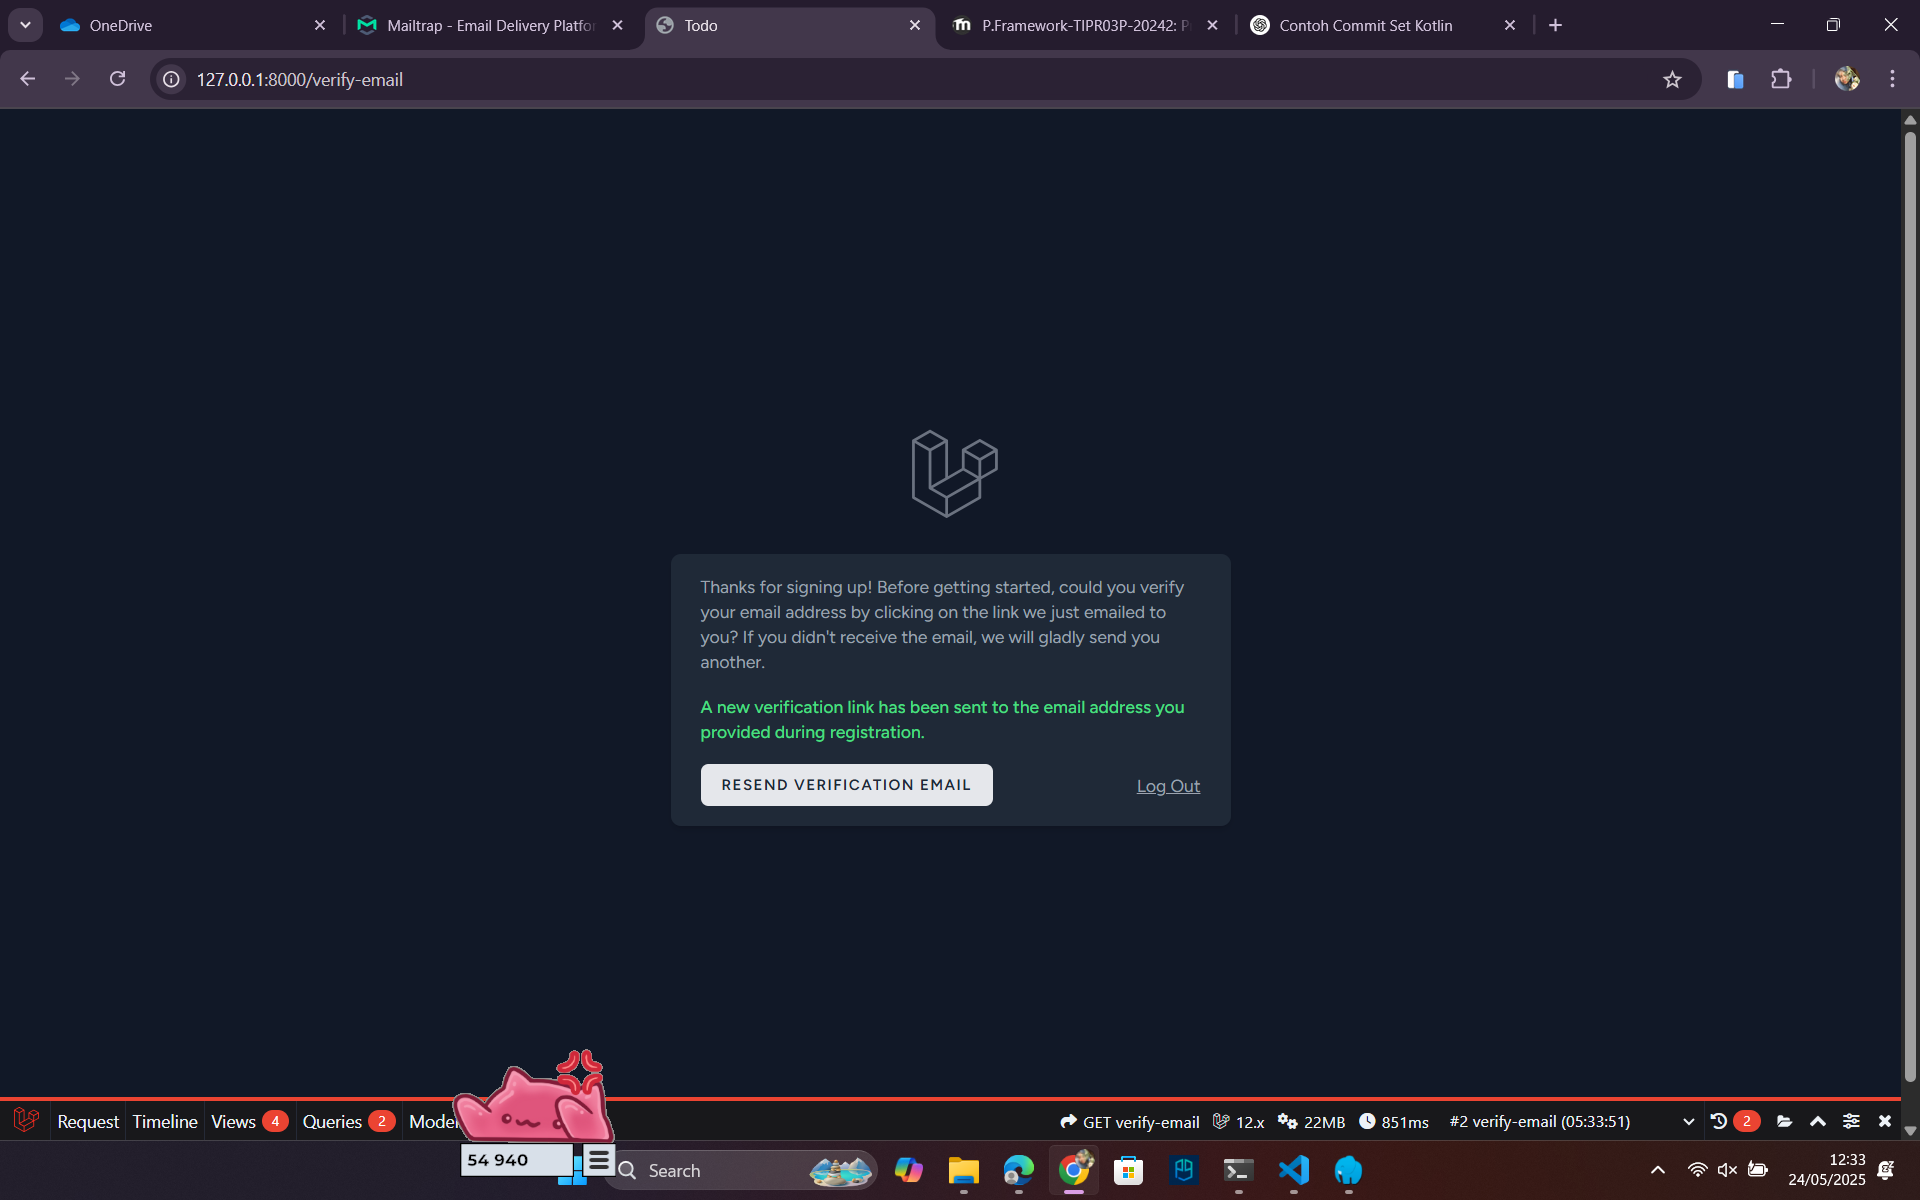 OneDrive
Mailtrap - Email Delivery Platfo
Todo
P.Framework-TIPR03P-20242: P
Contoh Commit Set Kotlin
127.0.0.1:8000/verify-email
Thanks for signing up! Before getting started, could you verify
your email address by clicking on the link we just emailed to
you? If you didn't receive the email, we will gladly send you
another.
A new verification link has been sent to the email address you
provided during registration.
RESEND VERIFICATION EMAIL
Log Out
Request
Timeline
Views 4
Queries 2
Model
GET verify-email
12.x
22MB
851ms
#2 verify-email (05:33:51)
2
54 940
Search
12:33
24/05/2025